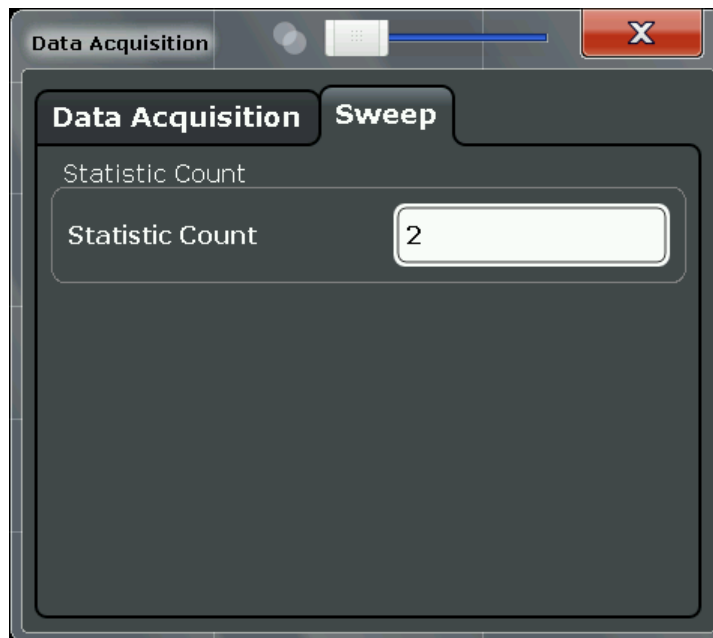 Data Acquisition
X
Data Acquisition Sweep
Statistic Count
Statistic Count 2